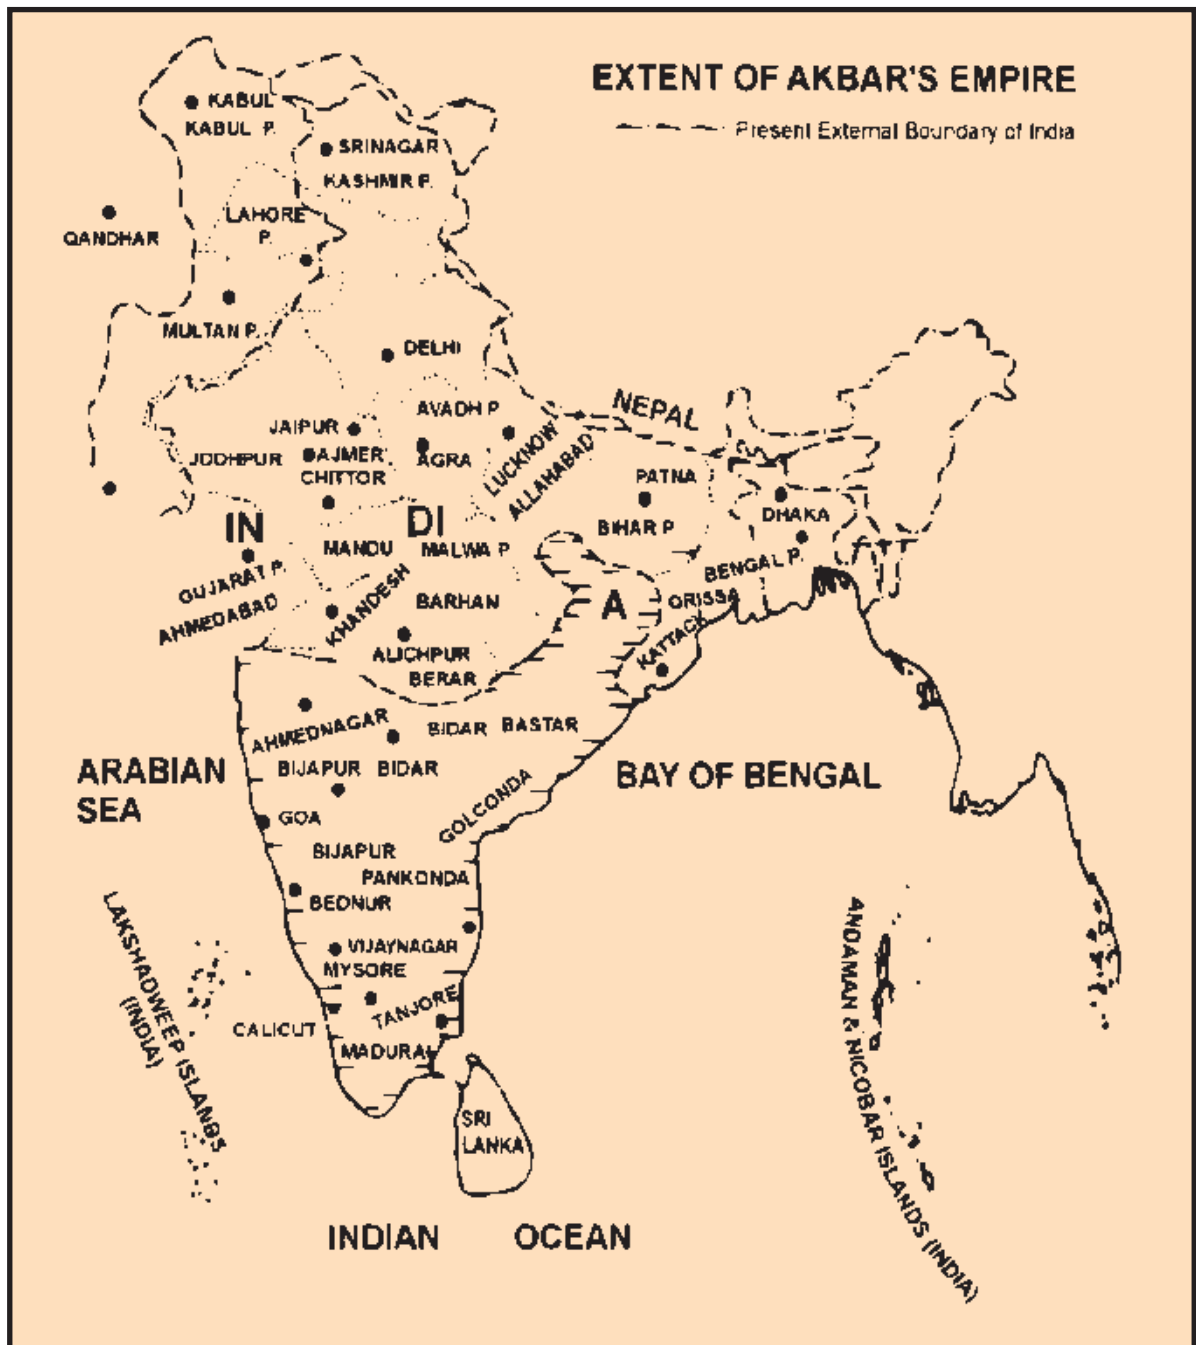 EXTENT OF AKBAR'S EMPIRE
Present External Boundary of India
KABUL
KABUL P.
SRINAGAR
KASHMIR P.
LAHORE
P.
QANDHAR
MULTAN P.
DELHI
AVADH P
NEPAL
JAIPUR
JODHPUR
AJMER
CHITTOR
AGRA
LUCKNOW
ALLAHABAD
PATNA
BIHAR P
DHAKA
BENGAL P.
IN
DI
A
MANDU
MALWA P.
GUJARAT P.
AHMEDABAD
KHANDESH
BARHAN
ORISSA
KATTACK
ALICHPUR
BERAR
AHMEDNAGAR
BIDAR
BASTAR
ARABIAN
SEA
BIJAPUR
BIDAR
BAY OF BENGAL
GOLCONDA
GOA
BIJAPUR
PANKONDA
BEDNUR
VIJAYNAGAR
MYSORE
TANJORE
CALICUT
MADURAI
LAKSHADWEEP ISLANDS
(INDIA)
ANDAMAN & NICOBAR ISLANDS (INDIA)
SRI
LANKA
INDIAN OCEAN